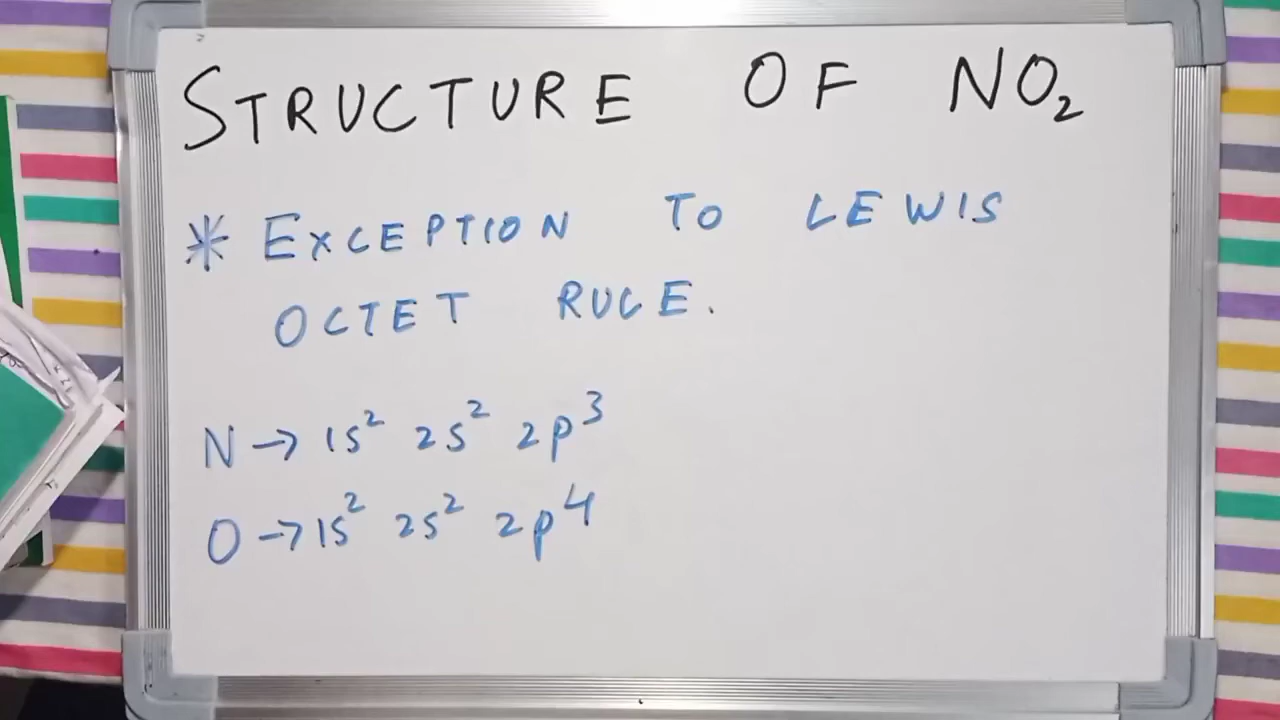 STRUCTURE OF NO₂
* EXCEPTION TO LEWIS
OCTET RULE.
N → 1s² 2s² 2p³
O → 1s² 2s² 2p⁴